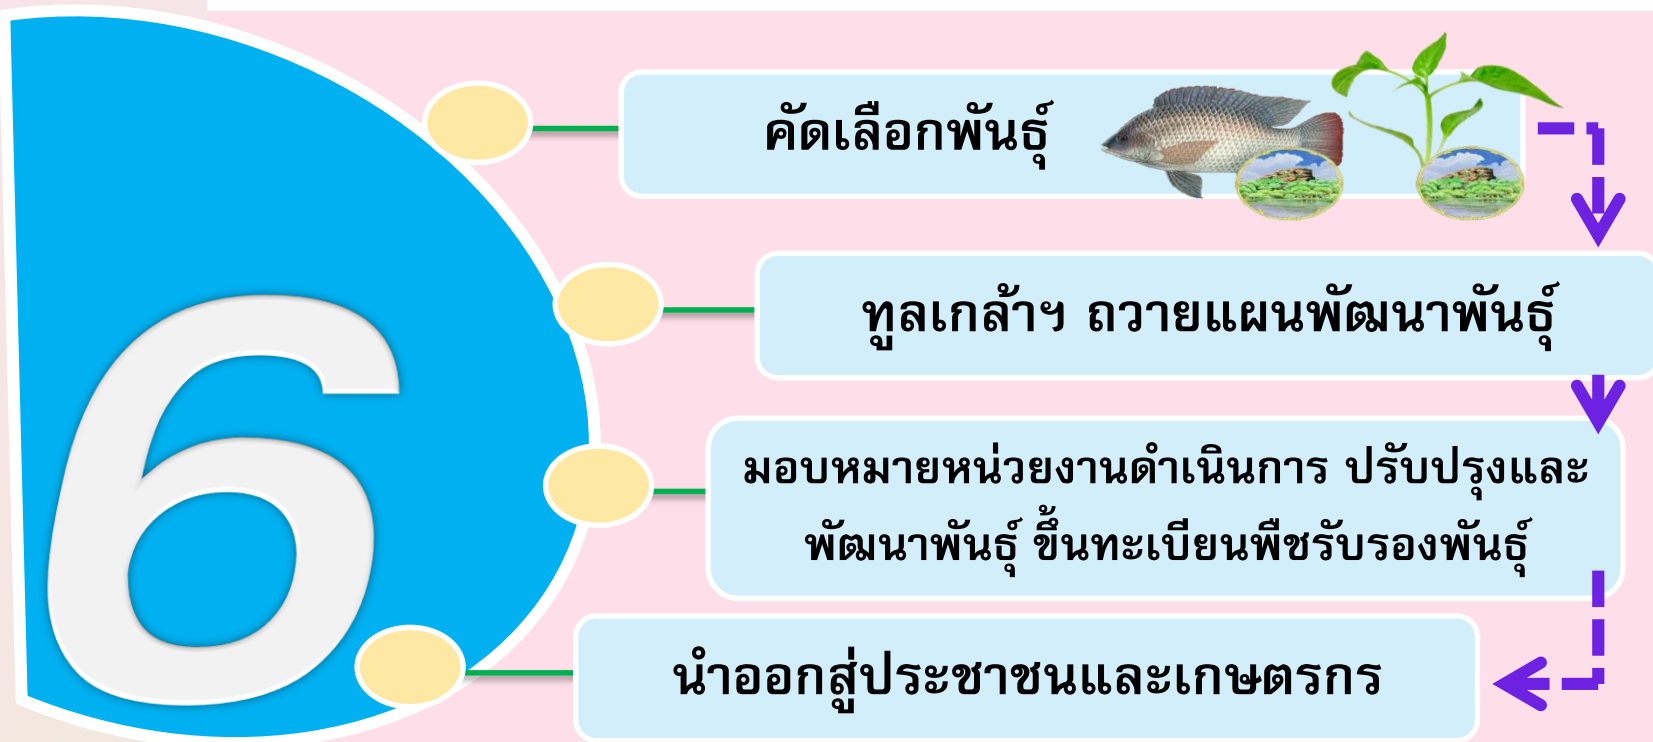 คัดเลือกพันธุ์
ทูลเกล้าฯ ถวายแผนพัฒนาพันธุ์
มอบหมายหน่วยงานดำเนินการ ปรับปรุงและ
พัฒนาพันธุ์ ขึ้นทะเบียนพืชรับรองพันธุ์
นำออกสู่ประชาชนและเกษตรกร
6